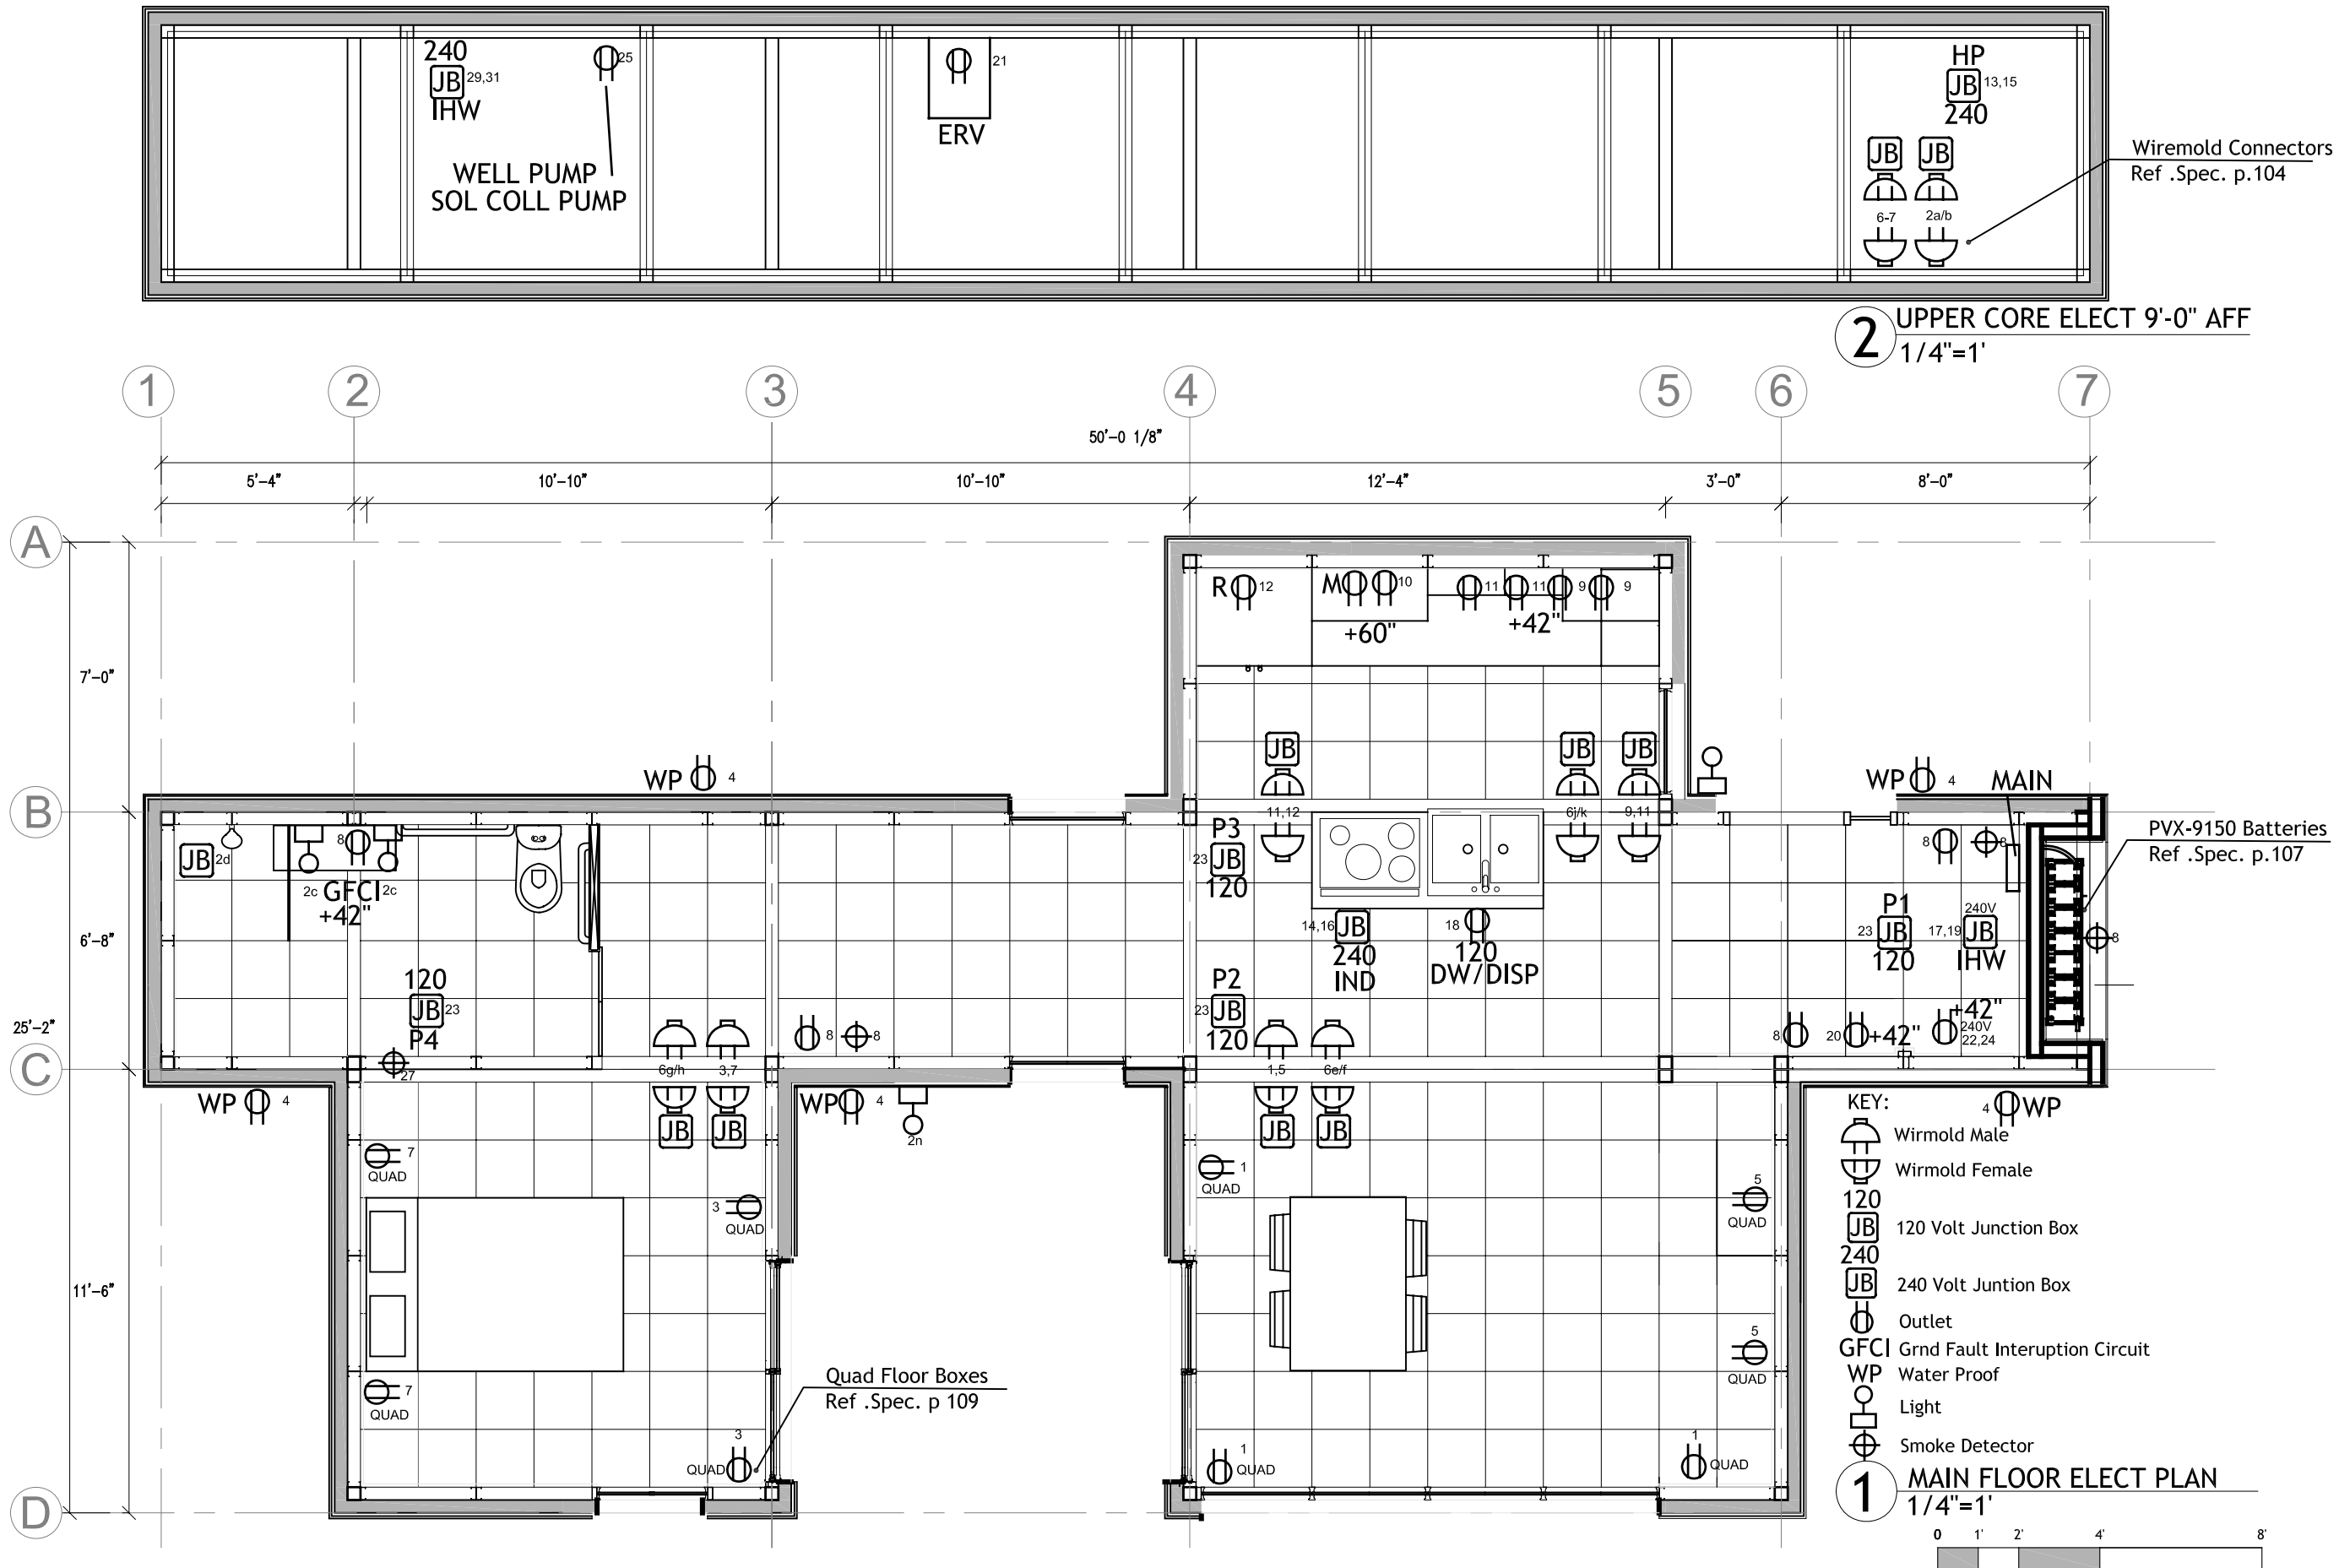 240
JB 29,31
IHW
25
WELL PUMP
SOL COLL PUMP
21
ERV
HP
JB 13,15
240
JB JB
6-7 2a/b
Wiremold Connectors
Ref .Spec. p.104
2 UPPER CORE ELECT 9'-0" AFF
1/4"=1'
1 2 3 4 5 6 7
50'-0 1/8"
5'-4" 10'-10" 10'-10" 12'-4" 3'-0" 8'-0"
A
B
C
D
7'-0"
6'-8"
25'-2"
11'-6"
R 12 M 10 11 11 9 9
+60" +42"
JB JB JB
11,12 6j/k 9,11
WP 4
WP 4 MAIN
PVX-9150 Batteries
Ref .Spec. p.107
JB 2d
8
2c GFCI 2c
+42"
P3
23 JB
120
14,16 JB
240
IND
18
120
DW/DISP
8 8
P1
23 JB
120
240V
17,19 JB
IHW
8
120
JB 23
P4
27
P2
23 JB
120
8 8
8 20 +42"
+42"
240V
22,24
6g/h 3,7
JB JB
1,5 6e/f
JB JB
WP 4
WP 4
2n
4 WP
7
QUAD
3
QUAD
7
QUAD
3
QUAD
1
QUAD
5
QUAD
5
QUAD
1
QUAD
1
QUAD
Quad Floor Boxes
Ref .Spec. p 109
KEY:
Wirmold Male
Wirmold Female
120
JB 120 Volt Junction Box
240
JB 240 Volt Juntion Box
Outlet
GFCI Grnd Fault Interuption Circuit
WP Water Proof
Light
Smoke Detector
1 MAIN FLOOR ELECT PLAN
1/4"=1'
0 1' 2' 4' 8'